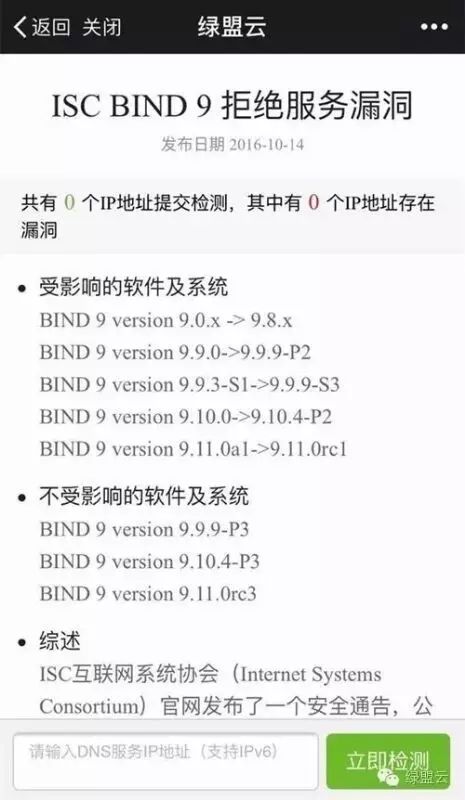 返回 关闭 绿盟云
ISC BIND 9 拒绝服务漏洞
发布日期 2016-10-14
共有 0 个IP地址提交检测，其中有 0 个IP地址存在
漏洞
受影响的软件及系统
BIND 9 version 9.0.x -> 9.8.x
BIND 9 version 9.9.0->9.9.9-P2
BIND 9 version 9.9.3-S1->9.9.9-S3
BIND 9 version 9.10.0->9.10.4-P2
BIND 9 version 9.11.0a1->9.11.0rc1
不受影响的软件及系统
BIND 9 version 9.9.9-P3
BIND 9 version 9.10.4-P3
BIND 9 version 9.11.0rc3
综述
ISC互联网系统协会（Internet Systems
Consortium）官网发布了一个安全通告，公
请输入DNS服务IP地址（支持IPv6）
立即检测
绿盟云